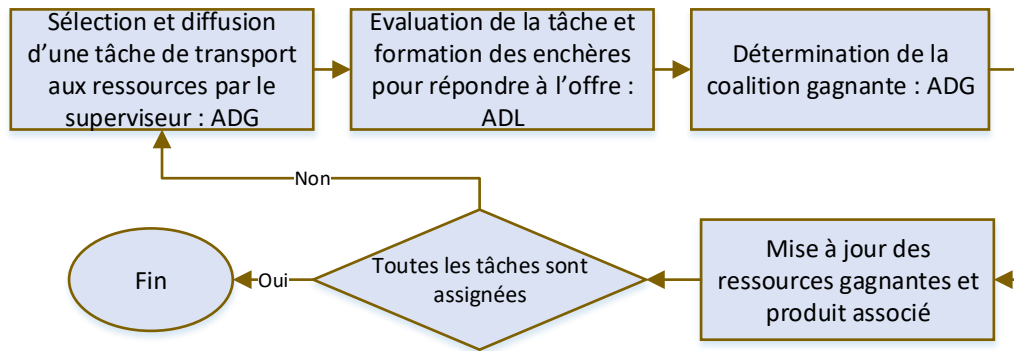 Sélection et diffusion
d’une tâche de transport
aux ressources par le
superviseur : ADG
Evaluation de la tâche et
formation des enchères
pour répondre à l’offre :
ADL
Détermination de la
coalition gagnante : ADG
Non
Mise à jour des
ressources gagnantes et
produit associé
Toutes les tâches sont
assignées
Oui
Fin